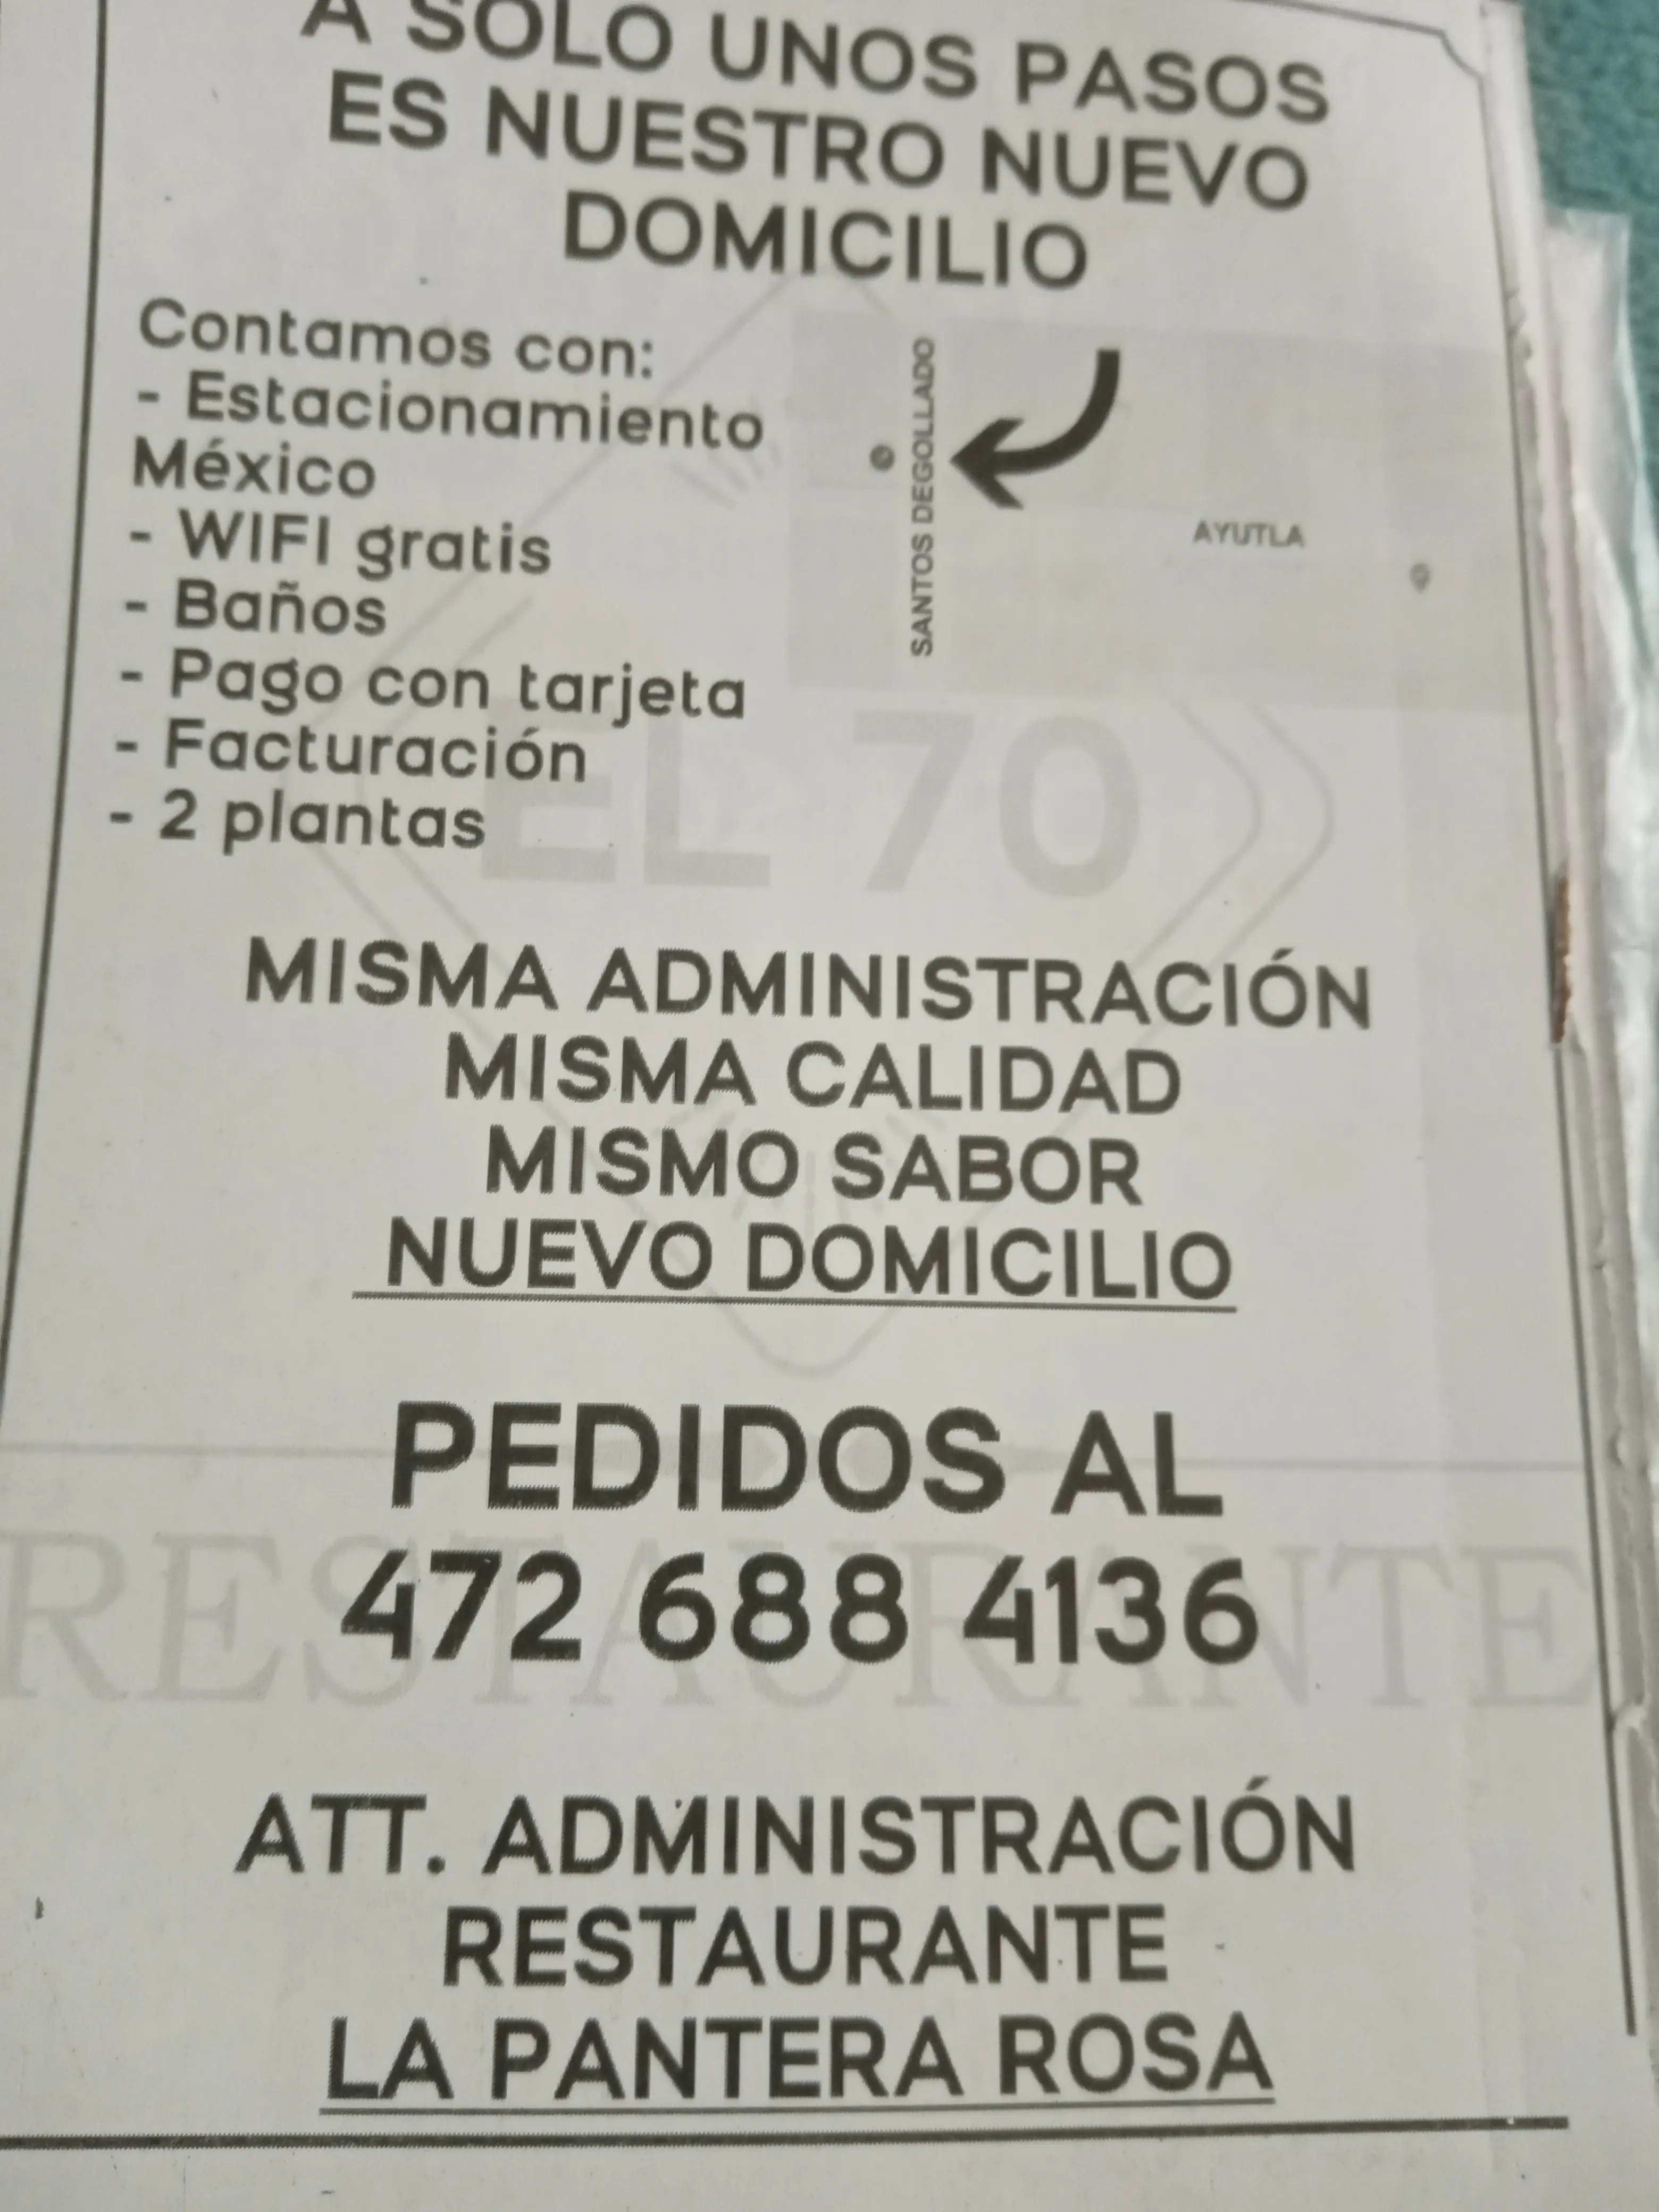 A SOLO UNOS PASOS
ES NUESTRO NUEVO
DOMICILIO
Contamos con:
- Estacionamiento
México
- WIFI gratis
- Baños
- Pago con tarjeta
- Facturación
- 2 plantas
SANTOS DEGOLLADO
AYUTLA
EL 70
MISMA ADMINISTRACIÓN
MISMA CALIDAD
MISMO SABOR
NUEVO DOMICILIO
PEDIDOS AL
472 688 4136
RESTAURANTE
ATT. ADMINISTRACIÓN
RESTAURANTE
LA PANTERA ROSA